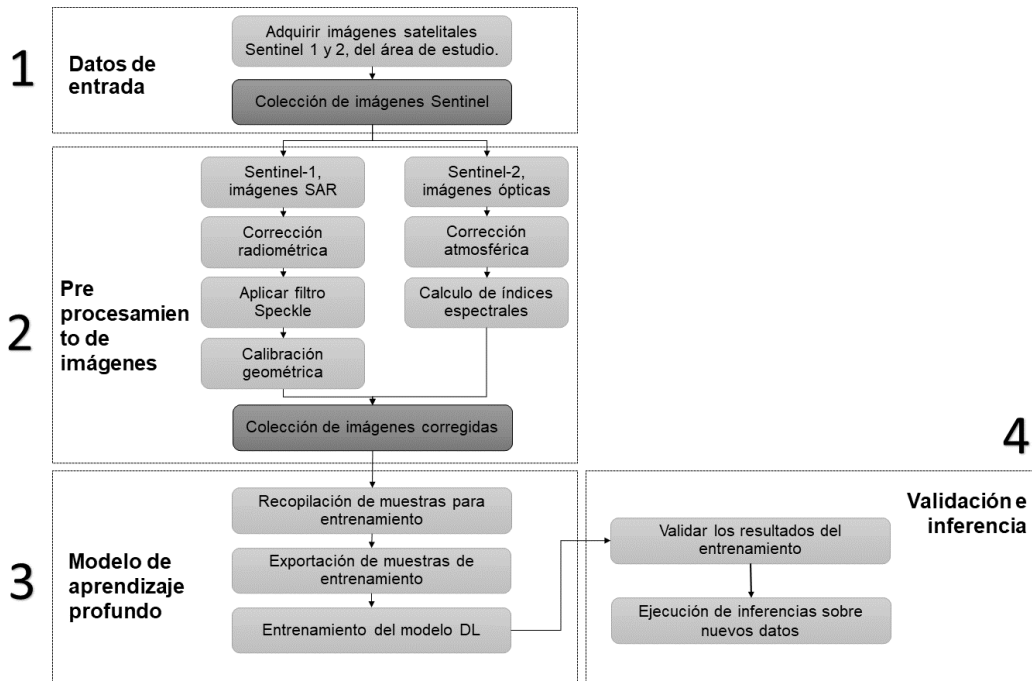 1
Datos de
entrada
Adquirir imágenes satelitales
Sentinel 1 y 2, del área de estudio.
Colección de imágenes Sentinel
2
Pre
procesamien
to de
imágenes
Sentinel-1,
imágenes SAR
Corrección
radiométrica
Aplicar filtro
Speckle
Calibración
geométrica
Sentinel-2,
imágenes ópticas
Corrección
atmosférica
Calculo de índices
espectrales
Colección de imágenes corregidas
3
Modelo de
aprendizaje
profundo
Recopilación de muestras para
entrenamiento
Exportación de muestras de
entrenamiento
Entrenamiento del modelo DL
4
Validación e
inferencia
Validar los resultados del
entrenamiento
Ejecución de inferencias sobre
nuevos datos